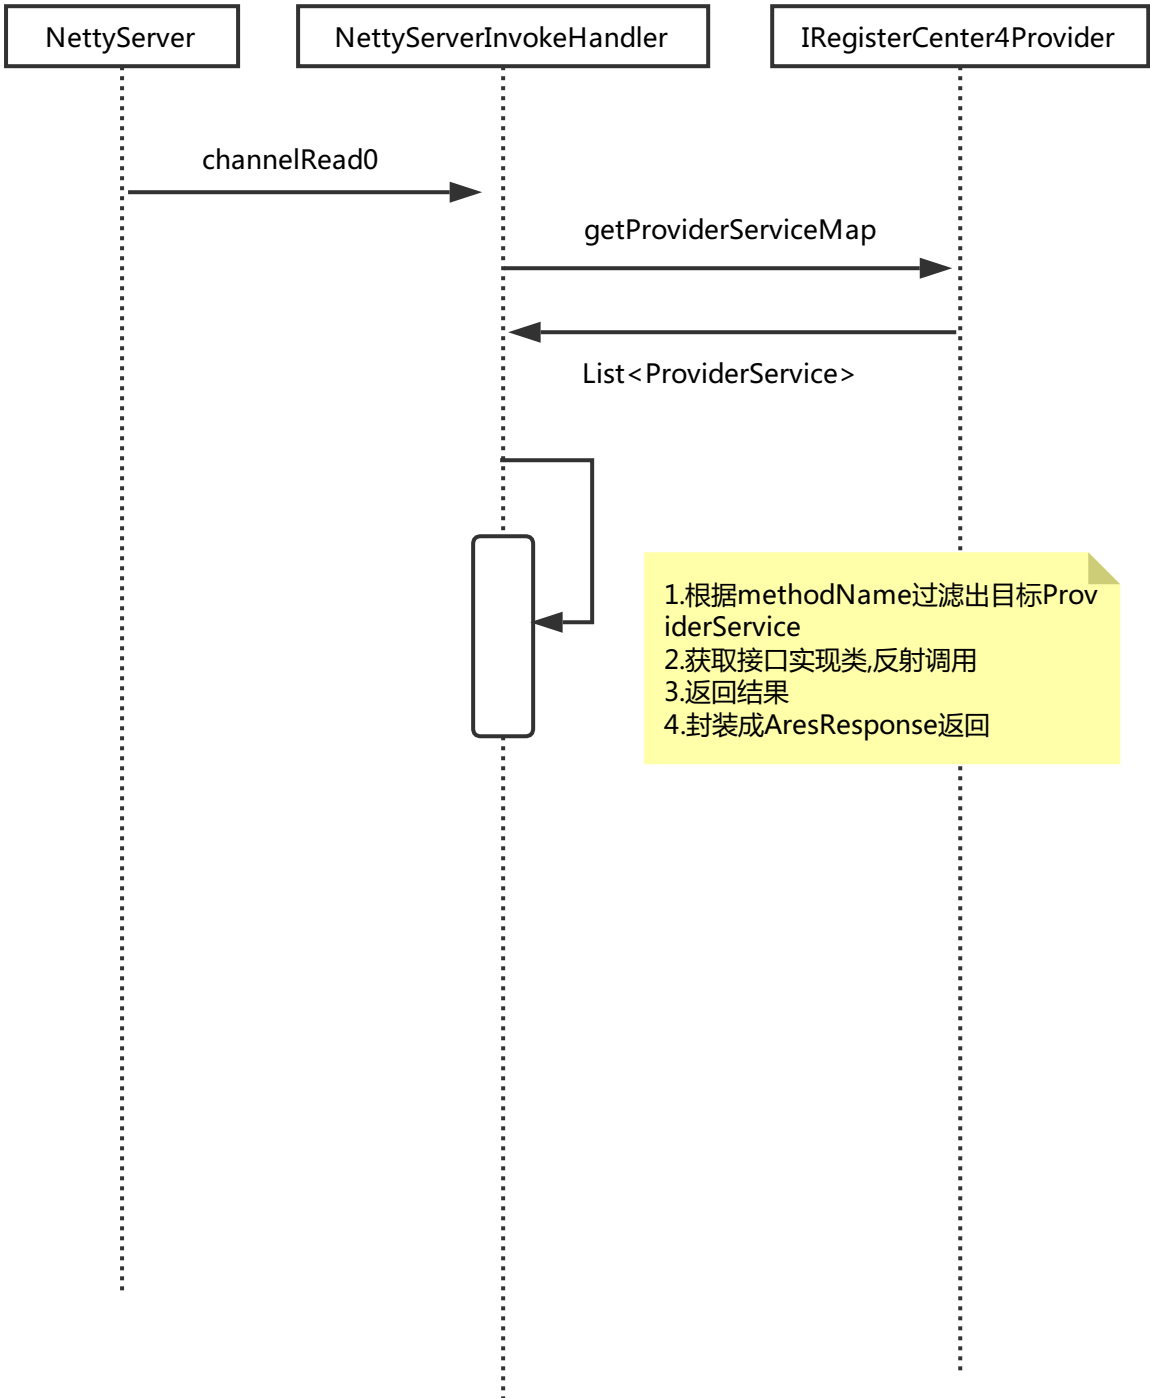 NettyServer
NettyServerInvokeHandler
IRegisterCenter4Provider
channelRead0
getProviderServiceMap
List<ProviderService>
1.根据methodName过滤出目标Prov
iderService
2.获取接口实现类,反射调用
3.返回结果
4.封装成AresResponse返回